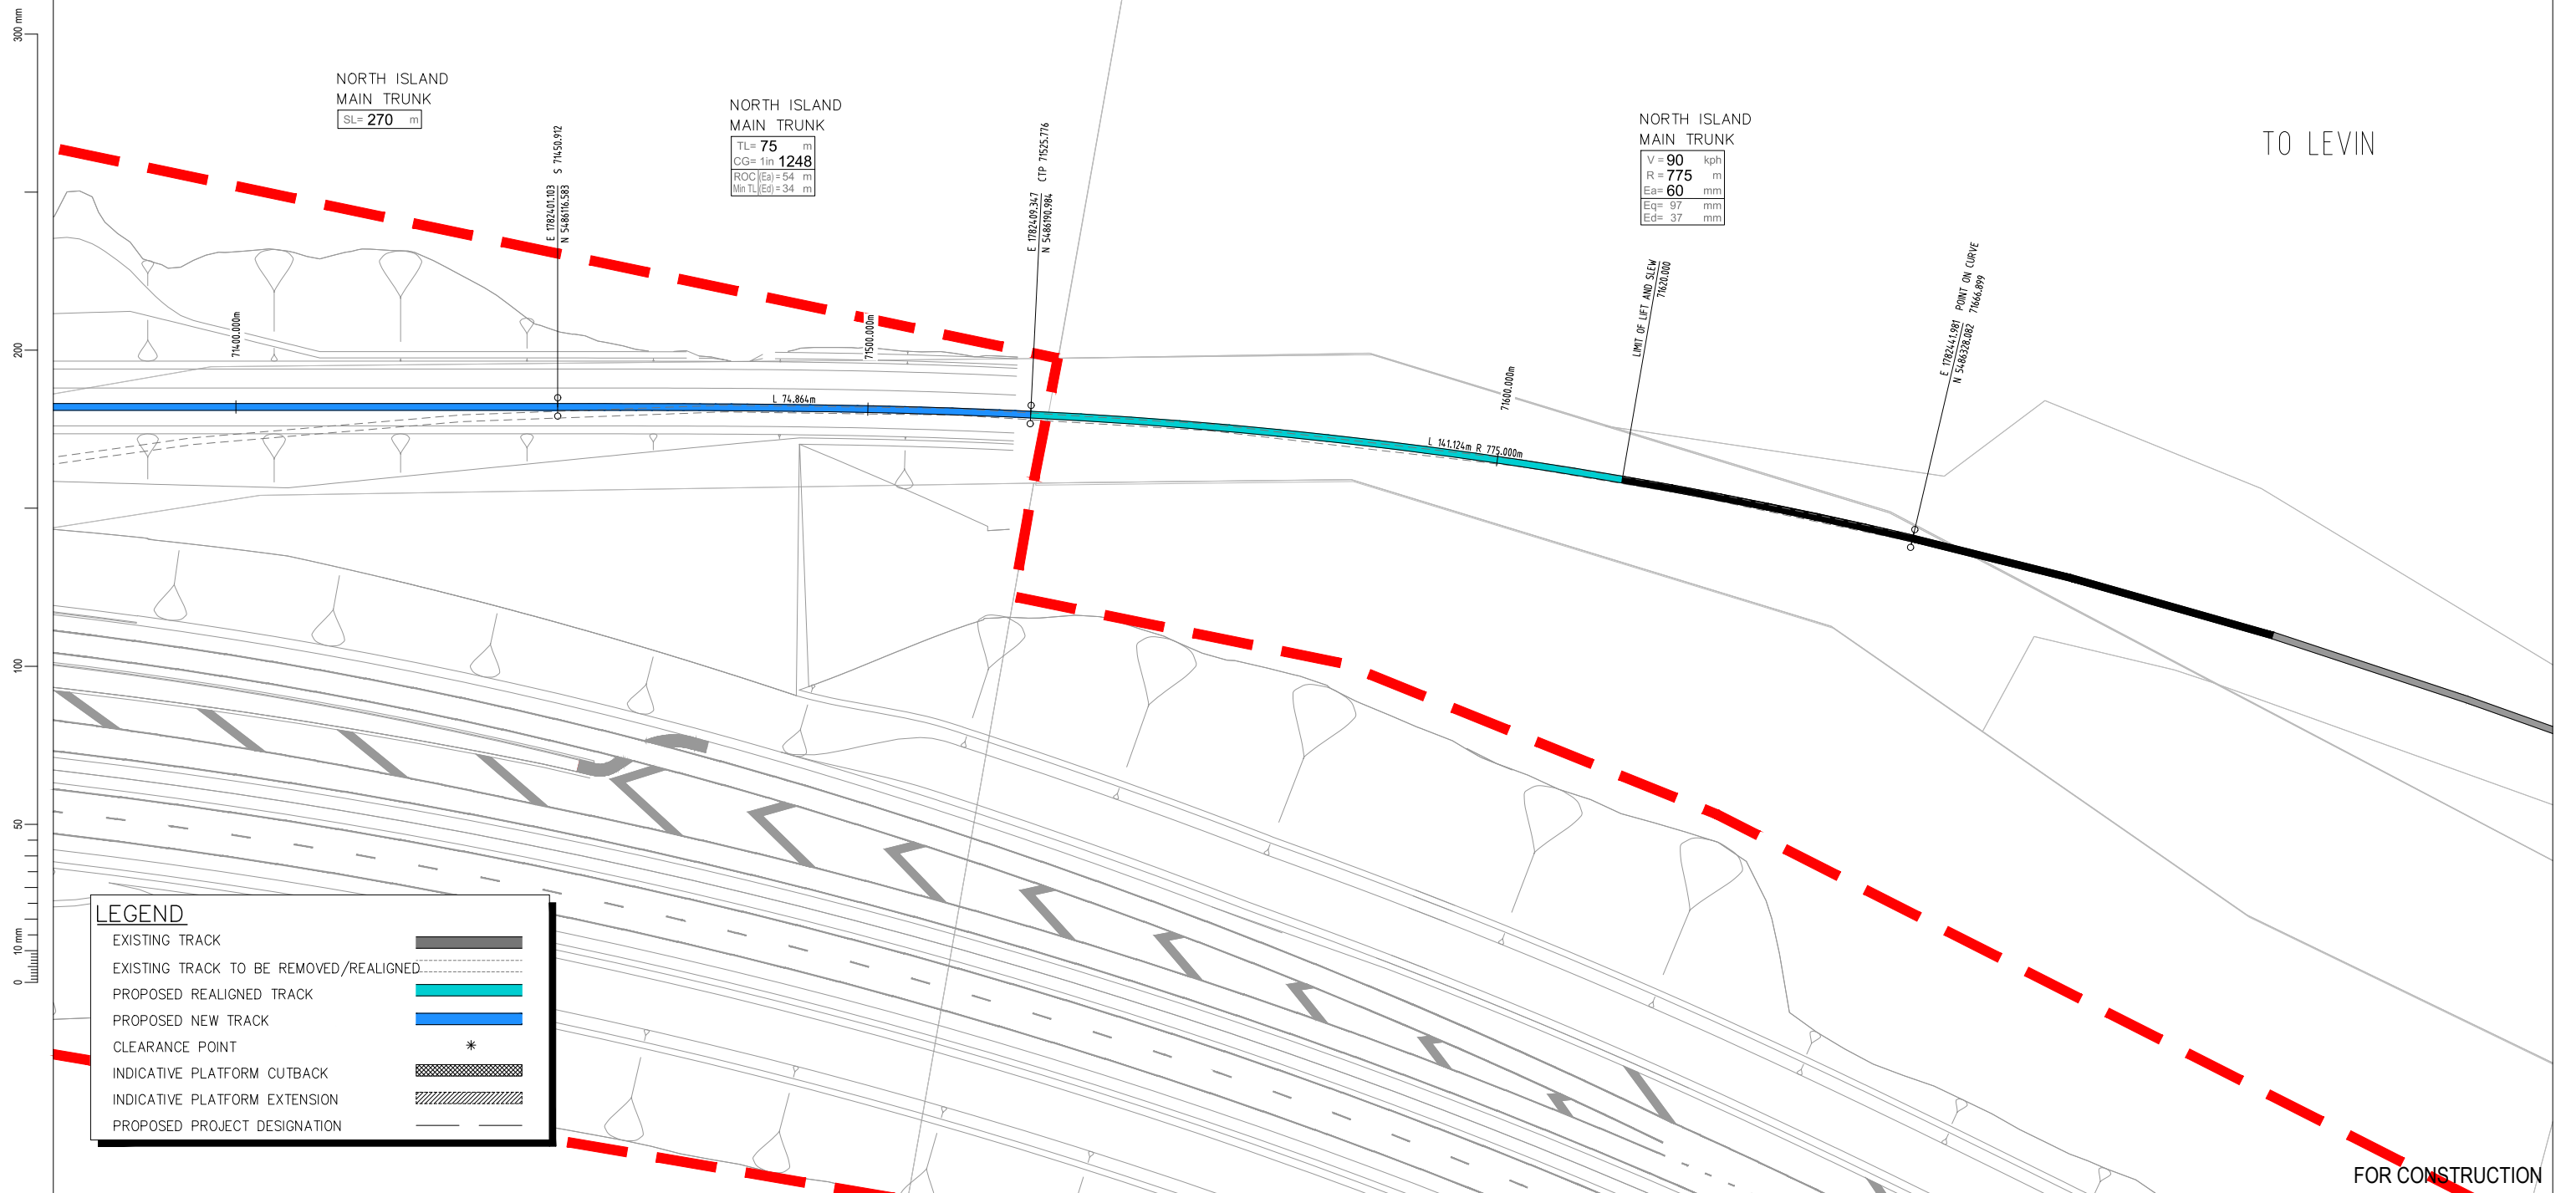 300 mm
200
100
50
10 mm
0
NORTH ISLAND
MAIN TRUNK
SL= 270 m
NORTH ISLAND
MAIN TRUNK
TL= 75 m
CG= 1in 1248
ROC (Ea) = 54 m
Min TL (Ed) = 34 m
NORTH ISLAND
MAIN TRUNK
V = 90 kph
R = 775 m
Ea= 60 mm
Eq= 97 mm
Ed= 37 mm
TO LEVIN
S 71450.912
E 1782401.103
N 5486116.583
CTP 71525.776
E 1782409.347
N 5486190.984
LIMIT OF LIFT AND SLEW
71620.000
POINT ON CURVE
71666.899
E 1782441.981
N 5486328.082
71400.000m
71500.000m
71600.000m
L 74.864m
L 141.124m R 775.000m
LEGEND
EXISTING TRACK
EXISTING TRACK TO BE REMOVED/REALIGNED
PROPOSED REALIGNED TRACK
PROPOSED NEW TRACK
CLEARANCE POINT
INDICATIVE PLATFORM CUTBACK
INDICATIVE PLATFORM EXTENSION
PROPOSED PROJECT DESIGNATION
FOR CONSTRUCTION